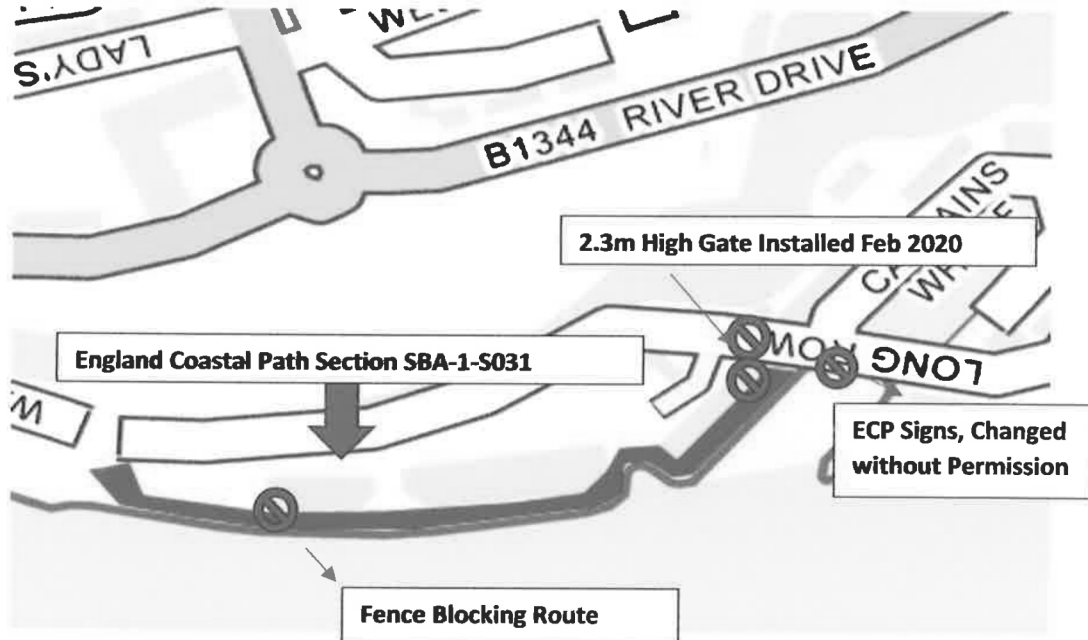 LADY'S
WE
B1344 RIVER DRIVE
2.3m High Gate Installed Feb 2020
England Coastal Path Section SBA-1-S031
LONG ROW
W
ECP Signs, Changed
without Permission
Fence Blocking Route